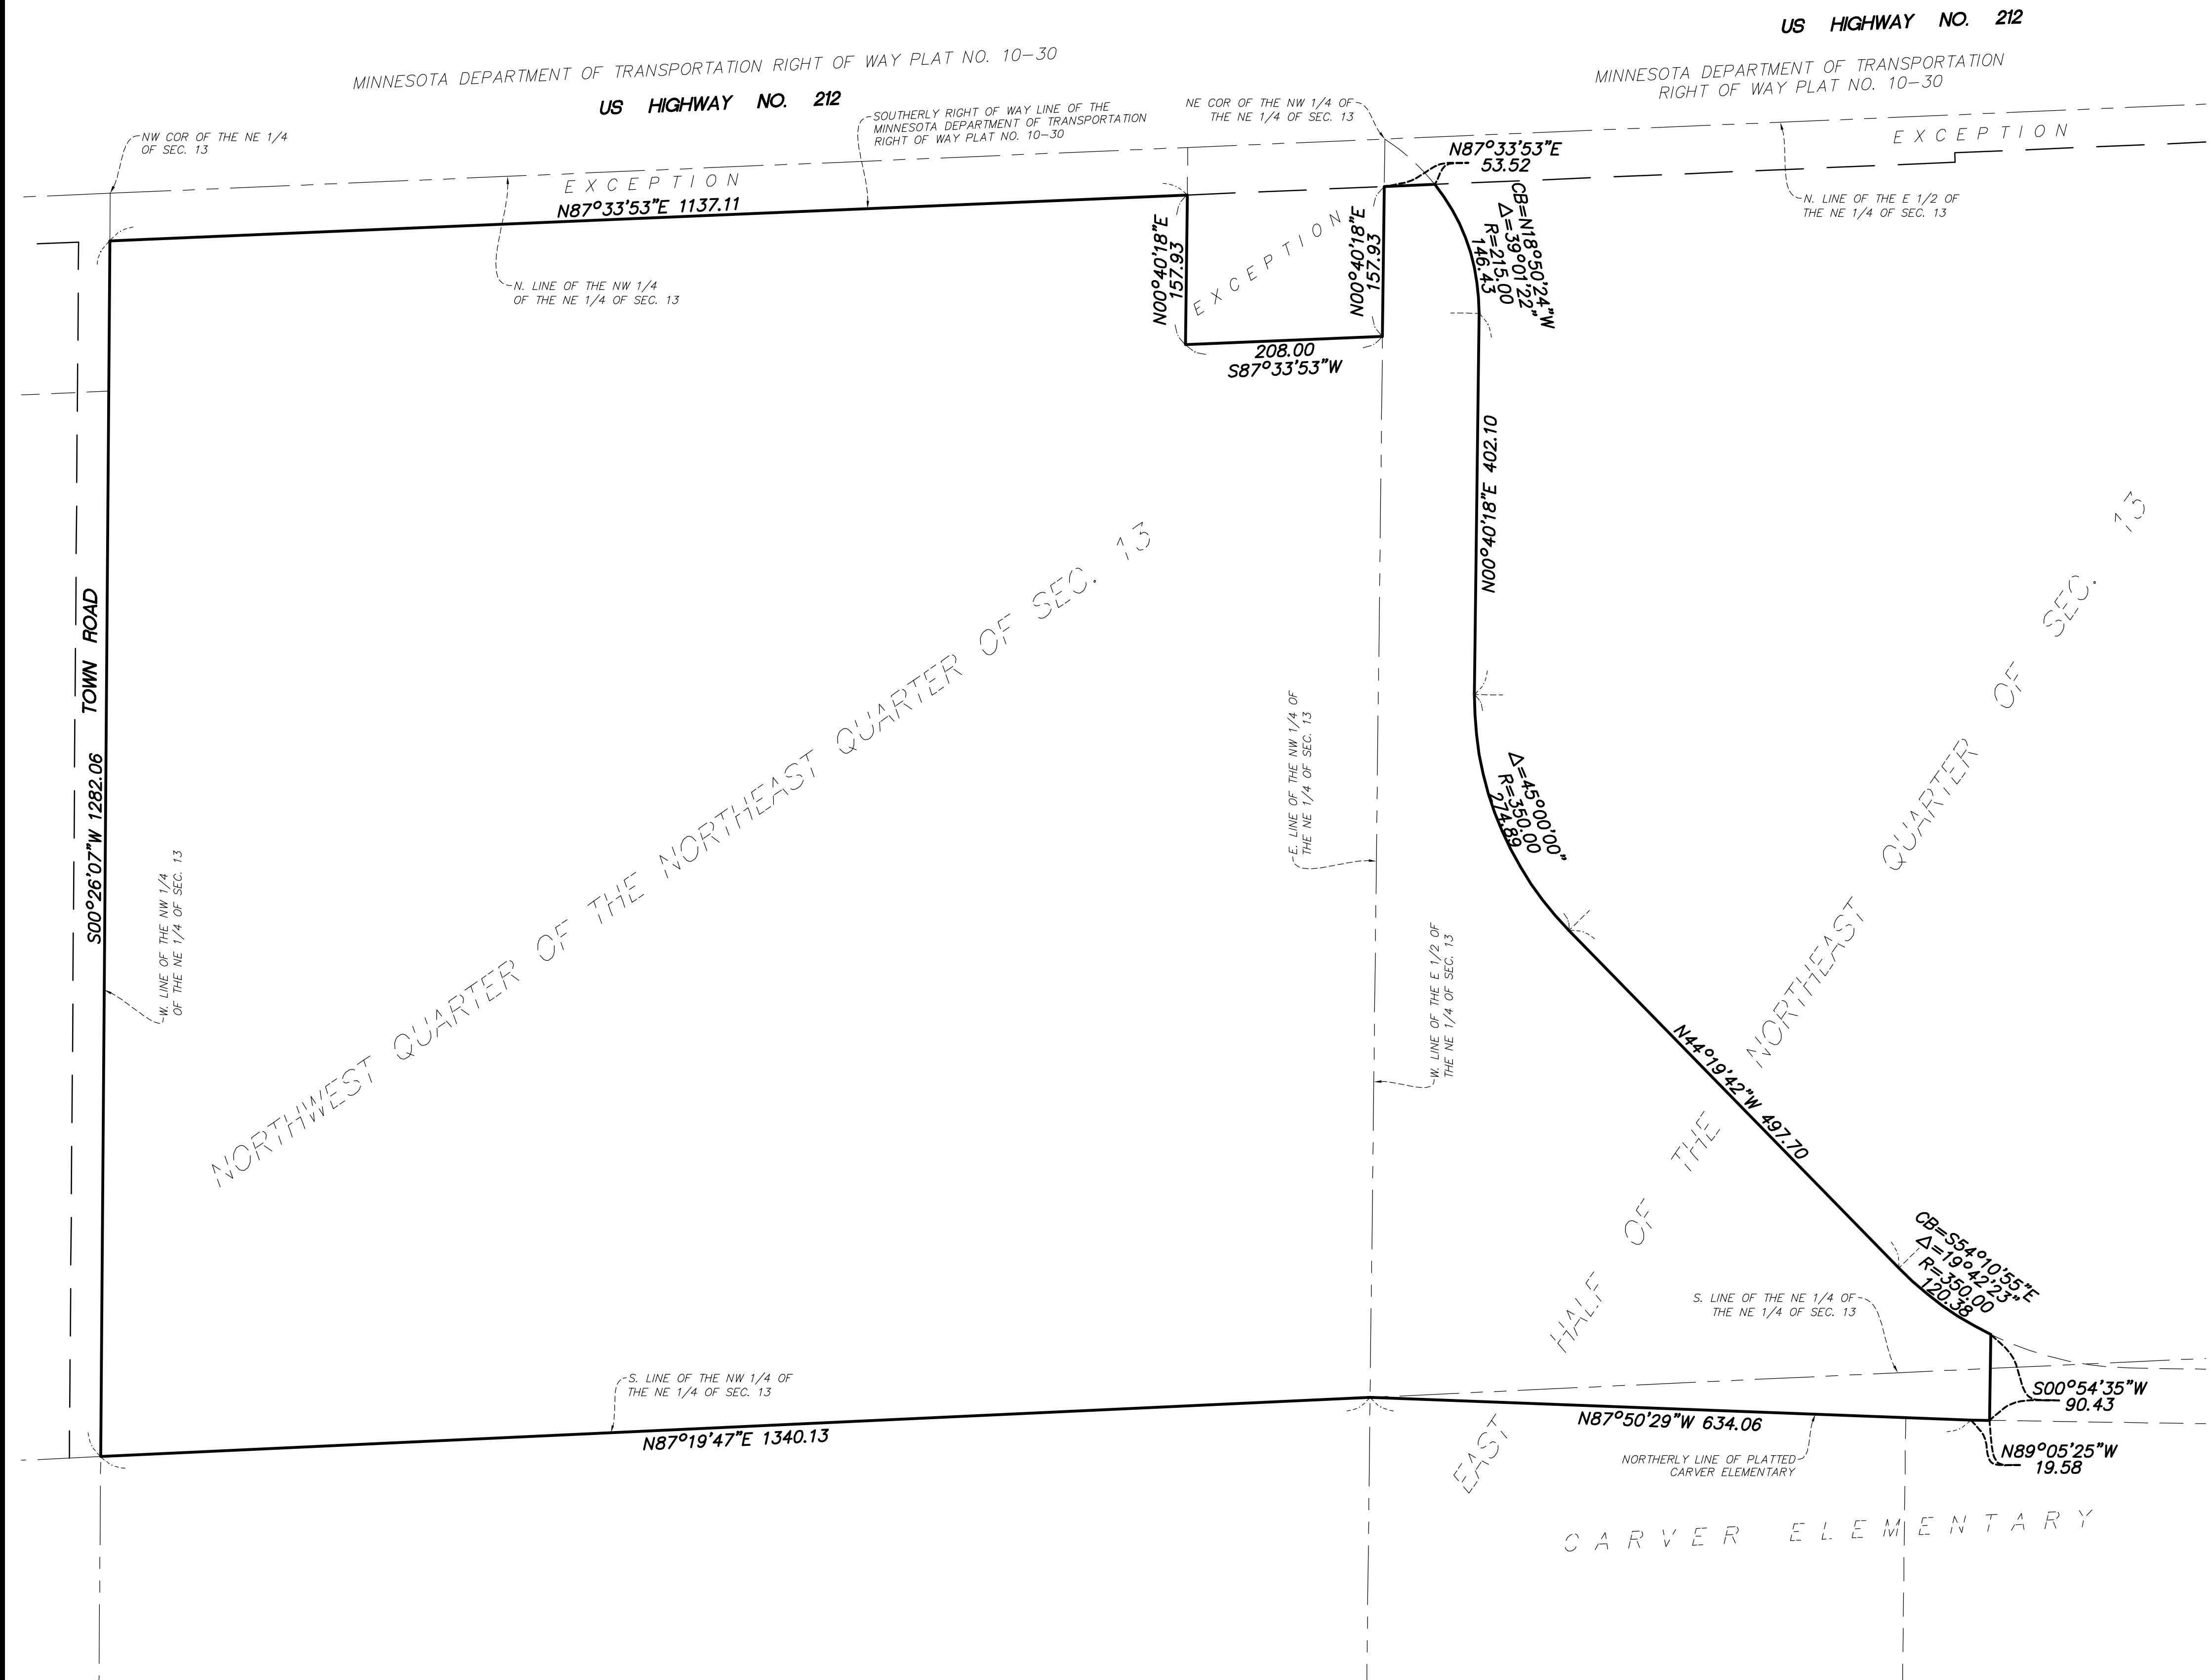 US HIGHWAY NO. 212
MINNESOTA DEPARTMENT OF TRANSPORTATION RIGHT OF WAY PLAT NO. 10-30
US HIGHWAY NO. 212
MINNESOTA DEPARTMENT OF TRANSPORTATION
RIGHT OF WAY PLAT NO. 10-30
NW COR OF THE NE 1/4
OF SEC. 13
SOUTHERLY RIGHT OF WAY LINE OF THE
MINNESOTA DEPARTMENT OF TRANSPORTATION
RIGHT OF WAY PLAT NO. 10-30
NE COR OF THE NW 1/4 OF
THE NE 1/4 OF SEC. 13
N87°33'53"E
53.52
EXCEPTION
EXCEPTION
N87°33'53"E 1137.11
N. LINE OF THE E 1/2 OF
THE NE 1/4 OF SEC. 13
N. LINE OF THE NW 1/4
OF THE NE 1/4 OF SEC. 13
N00°40'18"E
157.93
EXCEPTION
N00°40'18"E
157.93
CB=N18°50'24"W
Δ=39°01'22"
R=215.00
146.43
208.00
S87°33'53"W
N00°40'18"E 402.10
TOWN ROAD
S00°26'07"W 1282.06
W. LINE OF THE NW 1/4
OF THE NE 1/4 OF SEC. 13
NORTHWEST QUARTER OF THE NORTHEAST QUARTER OF SEC. 13
E. LINE OF THE NW 1/4 OF
THE NE 1/4 OF SEC. 13
W. LINE OF THE E 1/2 OF
THE NE 1/4 OF SEC. 13
Δ=45°00'00"
R=350.00
274.89
EAST HALF OF THE NORTHEAST QUARTER OF SEC. 13
N44°19'42"W 497.70
CB=S54°10'55"E
Δ=19°42'23"
R=350.00
120.38
S. LINE OF THE NE 1/4 OF
THE NE 1/4 OF SEC. 13
S. LINE OF THE NW 1/4 OF
THE NE 1/4 OF SEC. 13
N87°19'47"E 1340.13
S00°54'35"W
90.43
N87°50'29"W 634.06
N89°05'25"W
19.58
NORTHERLY LINE OF PLATTED
CARVER ELEMENTARY
CARVER ELEMENTARY